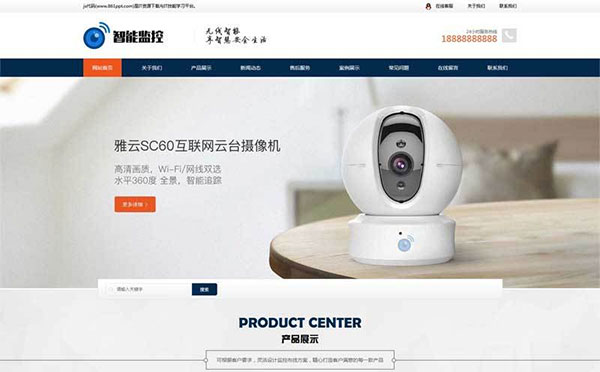 js代码(www.861ppt.com)国外资源下载与IT技能学习平台。
在线客服
关于我们
联系我们
智能监控
无线智能
享智慧安全生活
24小时服务热线
18888888888
网站首页 关于我们 产品展示 新闻动态 售后服务 案例展示 常见问题 在线留言 联系我们
雅云SC60互联网云台摄像机
高清画质，Wi-Fi/网线双选
水平360度 全景，智能追踪
更多详细
请输入关键字
搜索
PRODUCT CENTER
产品展示
可根据客户要求，灵活设计监控布线方案，精心打造客户满意的每一款产品